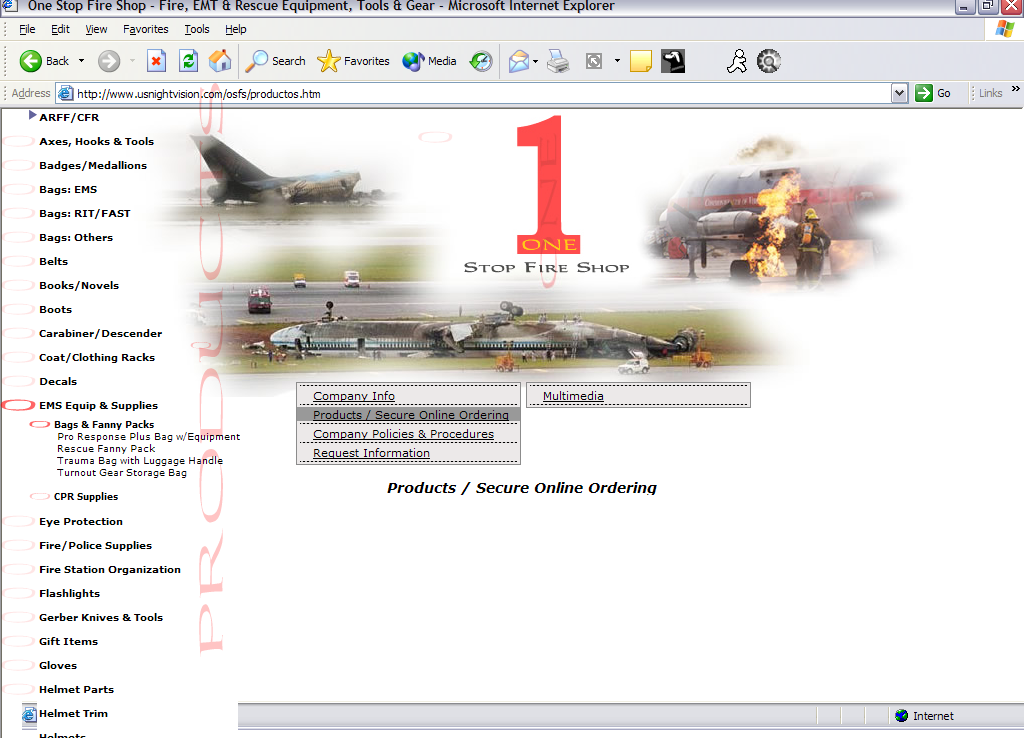 One Stop Fire Shop - Fire, EMT & Rescue Equipment, Tools & Gear - Microsoft Internet Explorer
File Edit View Favorites Tools Help
Back Search Favorites Media
Address http://www.usnightvision.com/osfs/productos.htm Go Links »
ARFF/CFR
Axes, Hooks & Tools
Badges/Medallions
Bags: EMS
Bags: RIT/FAST
Bags: Others
Belts
Books/Novels
Boots
Carabiner/Descender
Coat/Clothing Racks
Decals
EMS Equip & Supplies
Bags & Fanny Packs
Pro Response Plus Bag w/Equipment
Rescue Fanny Pack
Trauma Bag with Luggage Handle
Turnout Gear Storage Bag
CPR Supplies
Eye Protection
Fire/Police Supplies
Fire Station Organization
Flashlights
Gerber Knives & Tools
Gift Items
Gloves
Helmet Parts
Helmet Trim
Helmets
PRODUCTS
1
ONE
STOP FIRE SHOP
Company Info
Products / Secure Online Ordering
Company Policies & Procedures
Request Information
Multimedia
Products / Secure Online Ordering
Internet